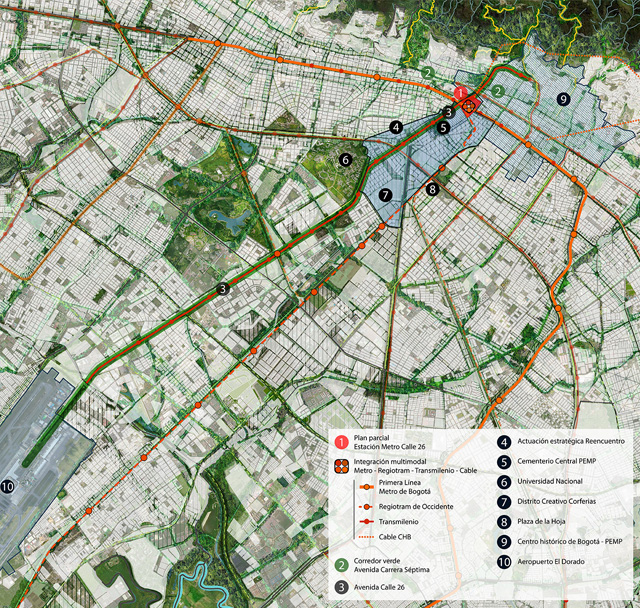 2
1
2
9
3
4
5
6
7
8
3
10
1 Plan parcial
Estación Metro Calle 26
Integración multimodal
Metro - Regiotram - Transmilenio - Cable
Primera Línea
Metro de Bogotá
Regiotram de Occidente
Transmilenio
Cable CHB
2 Corredor verde
Avenida Carrera Séptima
3 Avenida Calle 26
4 Actuación estratégica Reencuentro
5 Cementerio Central PEMP
6 Universidad Nacional
7 Distrito Creativo Corferias
8 Plaza de la Hoja
9 Centro histórico de Bogotá - PEMP
10 Aeropuerto El Dorado